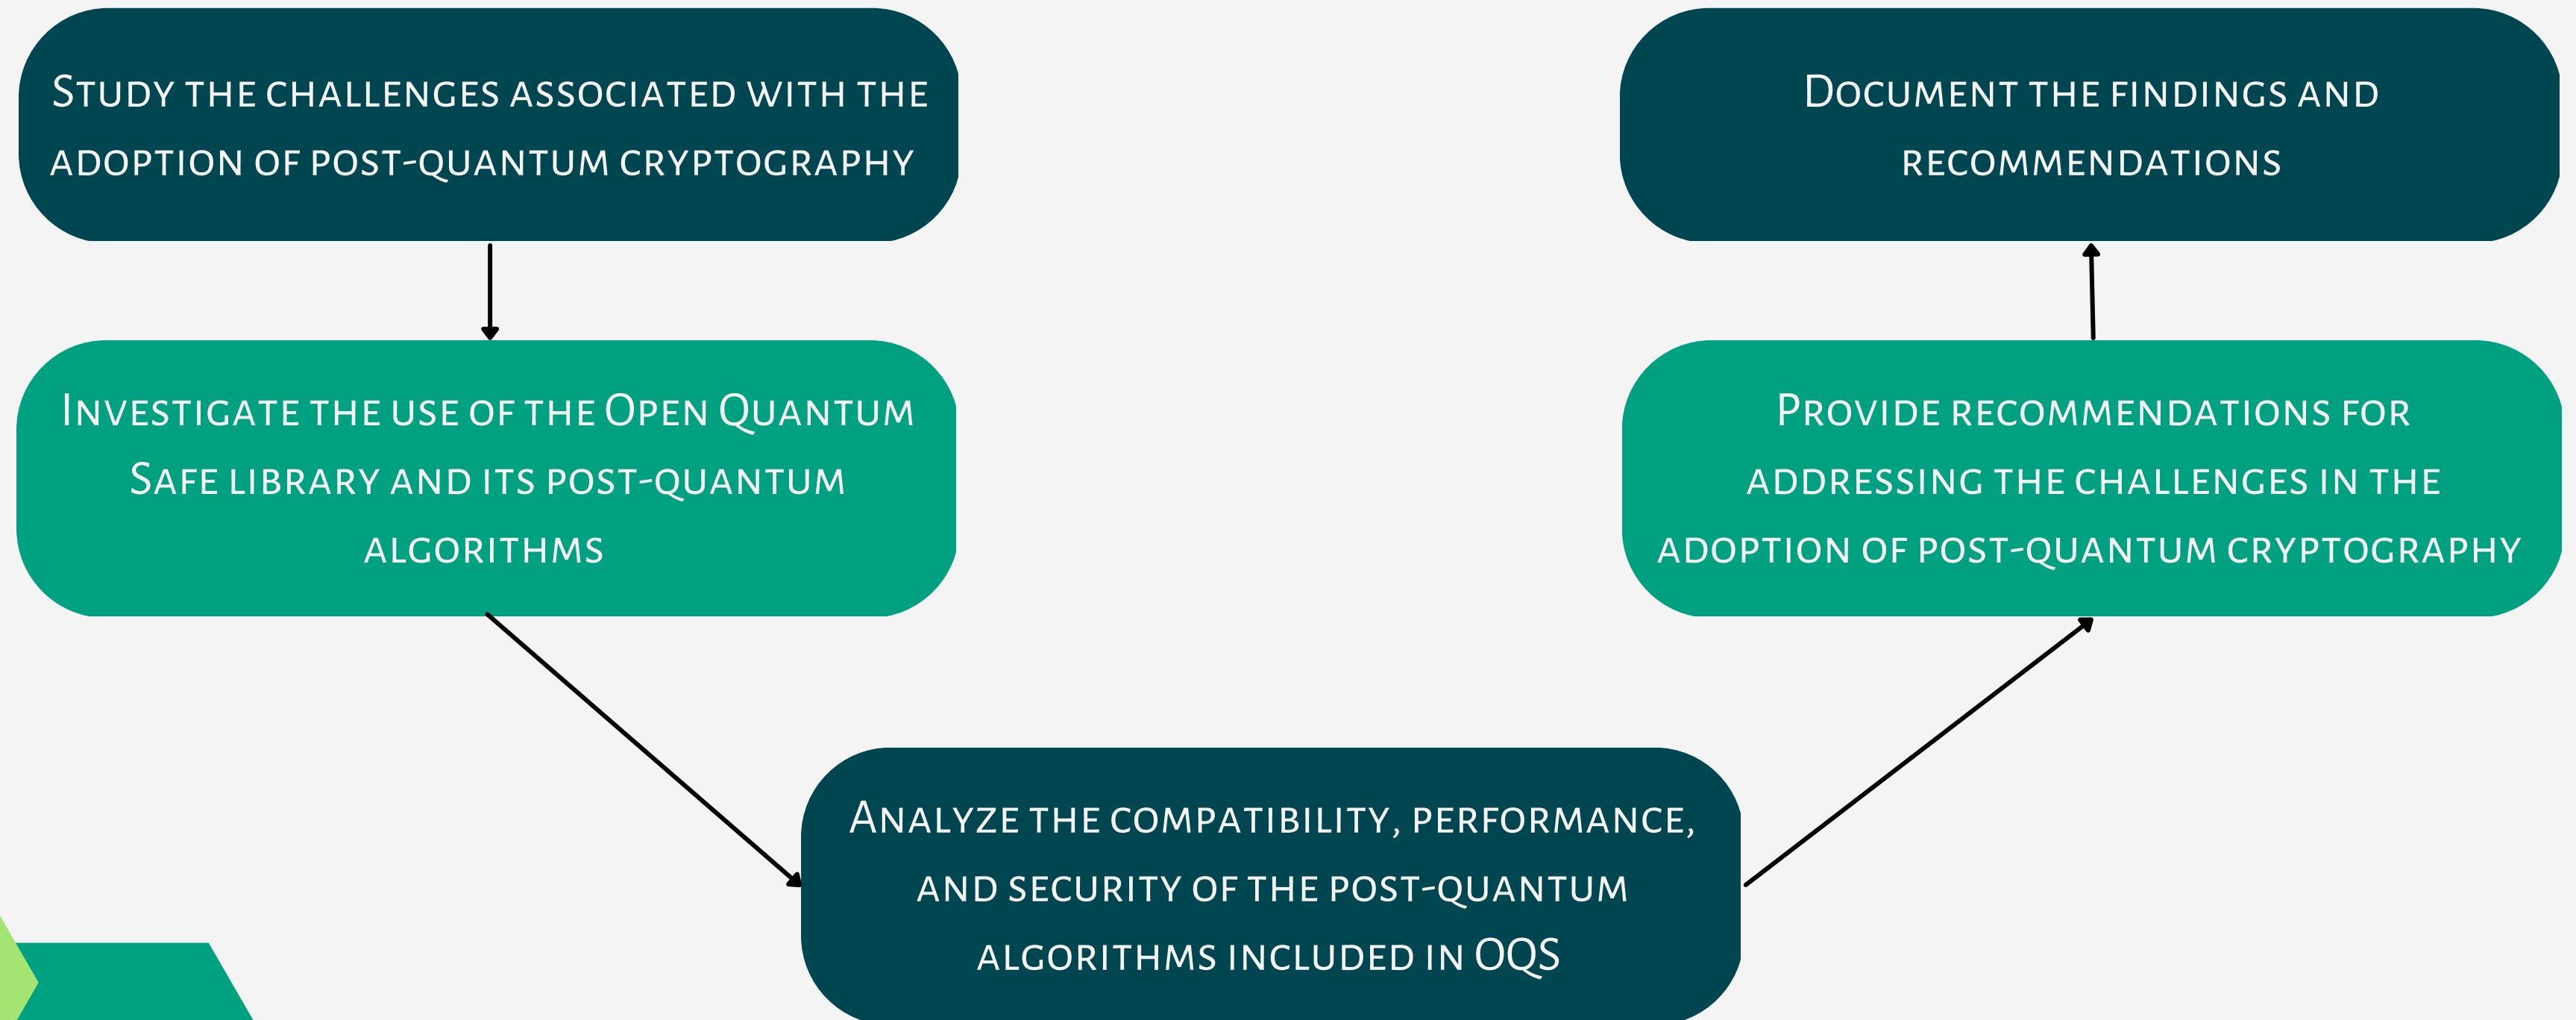 Study the challenges associated with the
adoption of post-quantum cryptography
Investigate the use of the Open Quantum
Safe library and its post-quantum
algorithms
Analyze the compatibility, performance,
and security of the post-quantum
algorithms included in OQS
Provide recommendations for
addressing the challenges in the
adoption of post-quantum cryptography
Document the findings and
recommendations